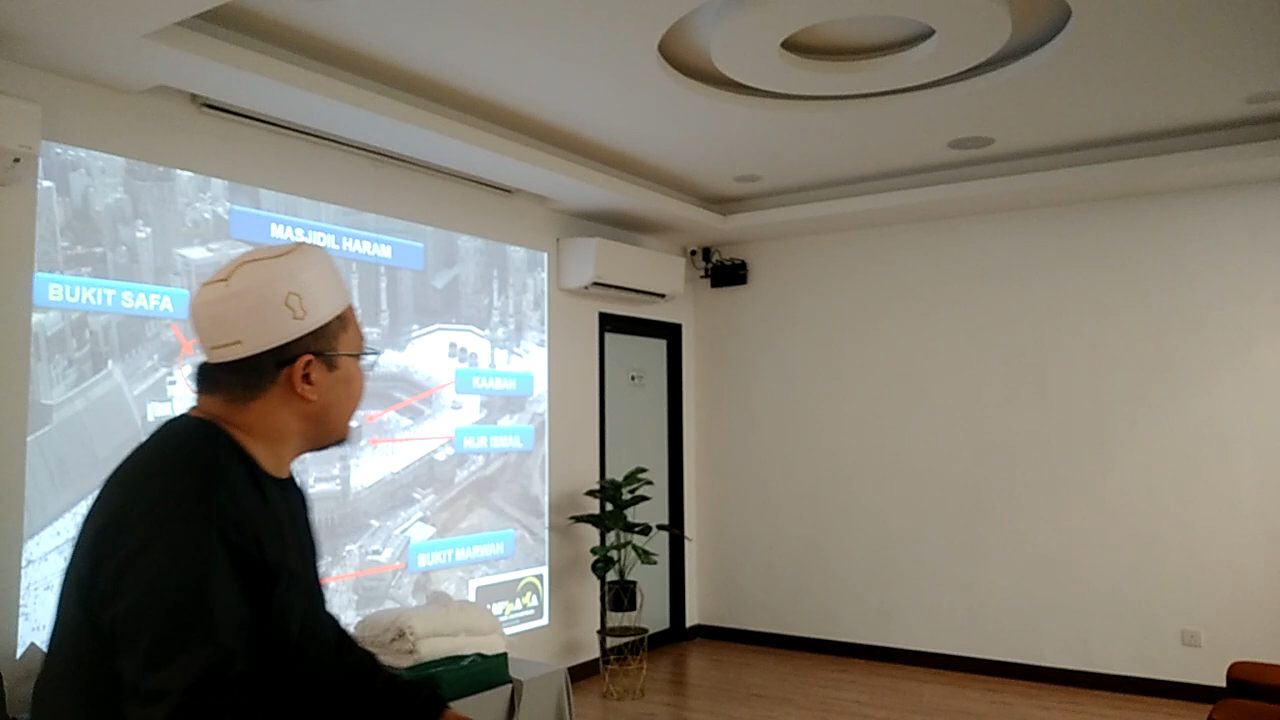 MASJIDIL HARAM
BUKIT SAFA
KAABAH
HIJR ISMAIL
BUKIT MARWAH